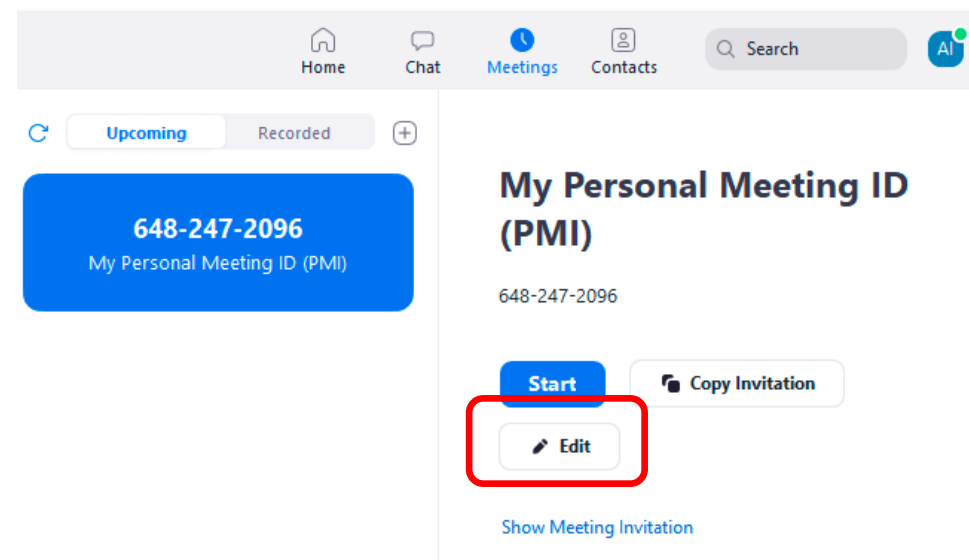 Home
Chat
Meetings
Contacts
Search
AI
Upcoming
Recorded
648-247-2096
My Personal Meeting ID (PMI)
My Personal Meeting ID
(PMI)
648-247-2096
Start
Copy Invitation
Edit
Show Meeting Invitation